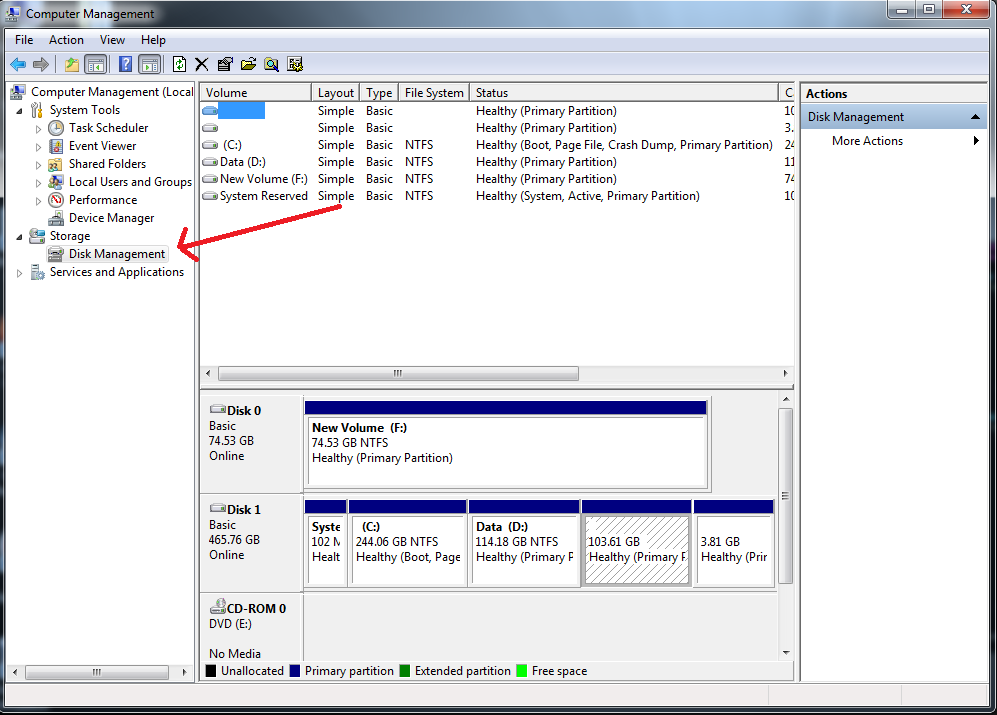 Computer Management
File Action View Help
Computer Management (Local
System Tools
Task Scheduler
Event Viewer
Shared Folders
Local Users and Groups
Performance
Device Manager
Storage
Disk Management
Services and Applications
Volume Layout Type File System Status C
Simple Basic Healthy (Primary Partition) 10
Simple Basic Healthy (Primary Partition) 3.
(C:) Simple Basic NTFS Healthy (Boot, Page File, Crash Dump, Primary Partition) 24
Data (D:) Simple Basic NTFS Healthy (Primary Partition) 11
New Volume (F:) Simple Basic NTFS Healthy (Primary Partition) 74
System Reserved Simple Basic NTFS Healthy (System, Active, Primary Partition) 10
Disk 0
Basic
74.53 GB
Online
New Volume (F:)
74.53 GB NTFS
Healthy (Primary Partition)
Disk 1
Basic
465.76 GB
Online
Syste
102 M
Healt
(C:)
244.06 GB NTFS
Healthy (Boot, Page
Data (D:)
114.18 GB NTFS
Healthy (Primary P
103.61 GB
Healthy (Primary P
3.81 GB
Healthy (Prir
CD-ROM 0
DVD (E:)
No Media
Unallocated Primary partition Extended partition Free space
Actions
Disk Management
More Actions